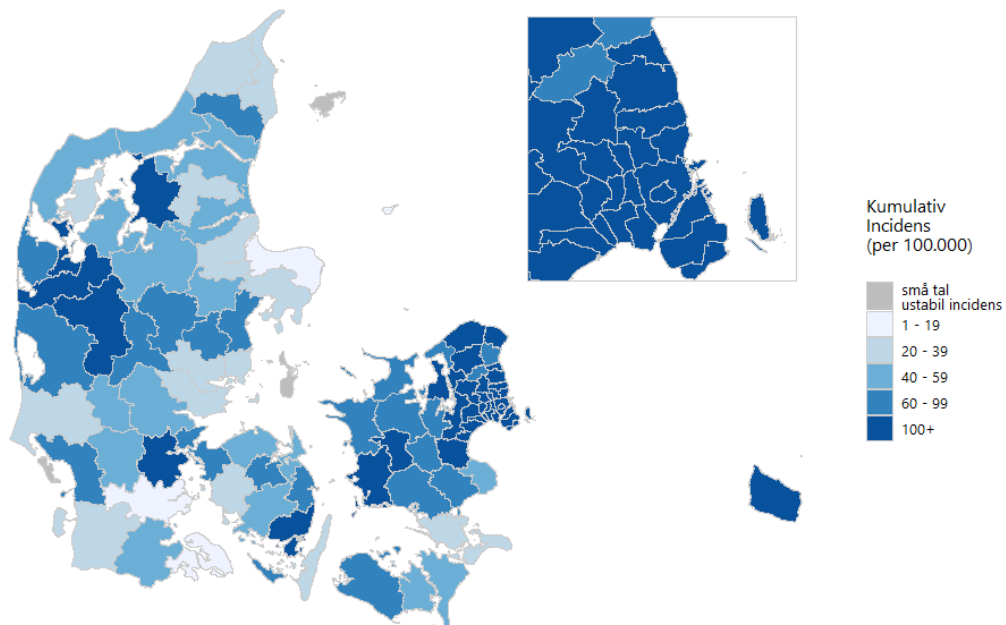 Kumulativ
Incidens
(per 100.000)
små tal
ustabil incidens
1 - 19
20 - 39
40 - 59
60 - 99
100+